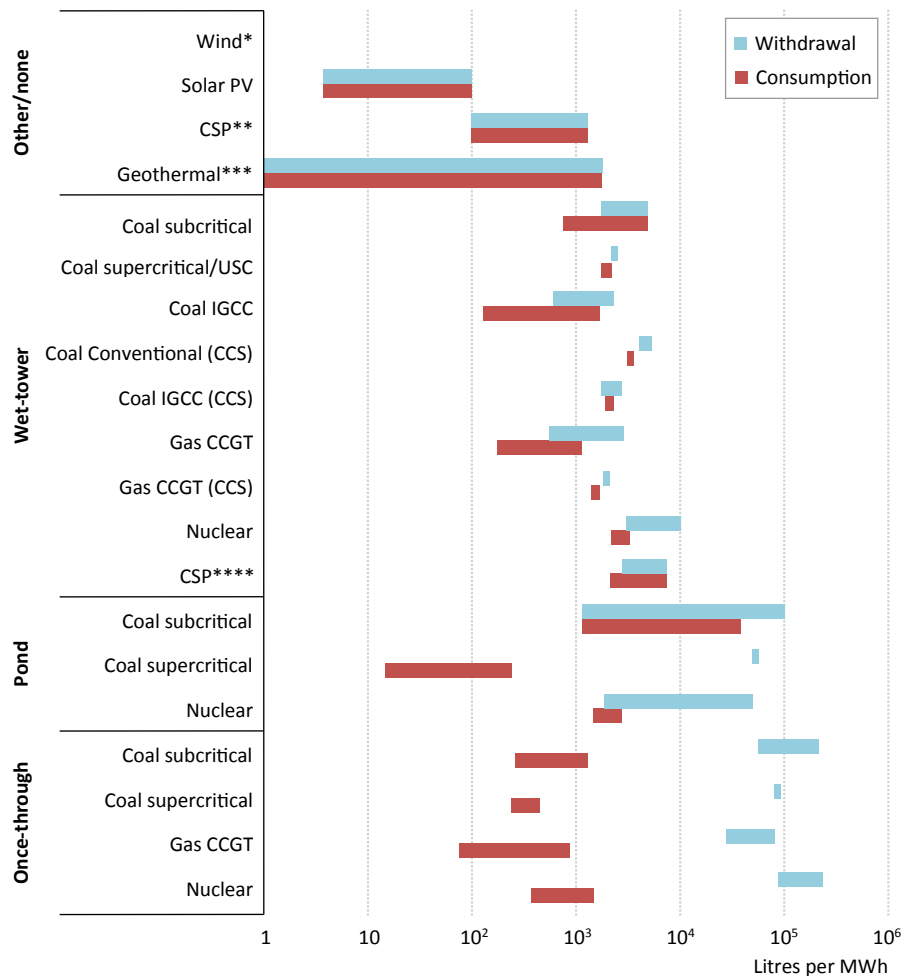 Other/none
Wind*
Solar PV
CSP**
Geothermal***
Withdrawal
Consumption
Wet-tower
Coal subcritical
Coal supercritical/USC
Coal IGCC
Coal Conventional (CCS)
Coal IGCC (CCS)
Gas CCGT
Gas CCGT (CCS)
Nuclear
CSP****
Pond
Coal subcritical
Coal supercritical
Nuclear
Once-through
Coal subcritical
Coal supercritical
Gas CCGT
Nuclear
1 10 10² 10³ 10⁴ 10⁵ 10⁶
Litres per MWh